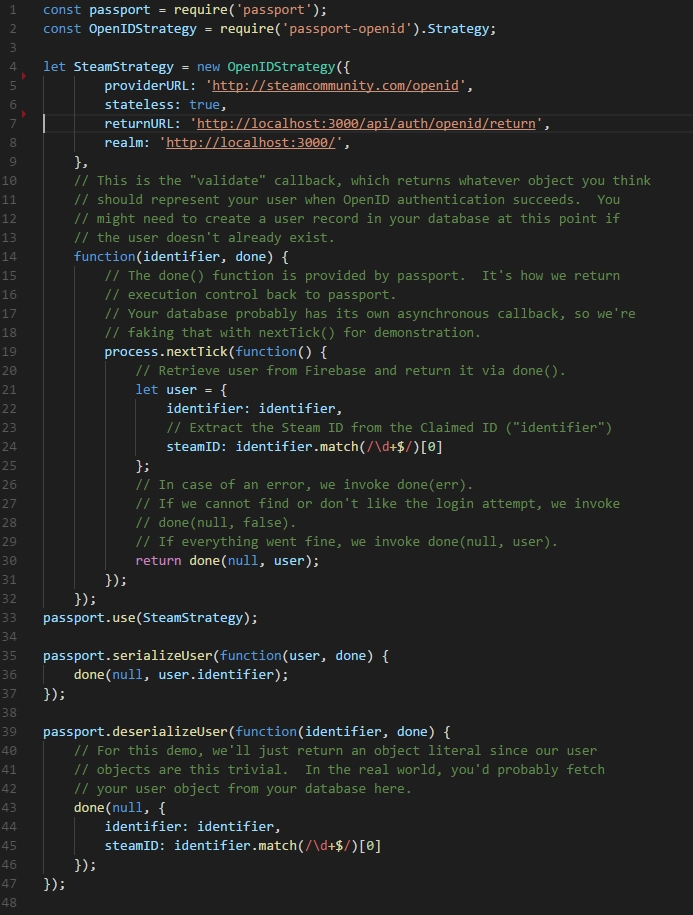 1 const passport = require('passport');
2 const OpenIDStrategy = require('passport-openid').Strategy;
3
4 let SteamStrategy = new OpenIDStrategy({
5         providerURL: 'http://steamcommunity.com/openid',
6         stateless: true,
7         returnURL: 'http://localhost:3000/api/auth/openid/return',
8         realm: 'http://localhost:3000/',
9     },
10     // This is the "validate" callback, which returns whatever object you think
11     // should represent your user when OpenID authentication succeeds.  You
12     // might need to create a user record in your database at this point if
13     // the user doesn't already exist.
14     function(identifier, done) {
15         // The done() function is provided by passport.  It's how we return
16         // execution control back to passport.
17         // Your database probably has its own asynchronous callback, so we're
18         // faking that with nextTick() for demonstration.
19         process.nextTick(function() {
20             // Retrieve user from Firebase and return it via done().
21             let user = {
22                 identifier: identifier,
23                 // Extract the Steam ID from the Claimed ID ("identifier")
24                 steamID: identifier.match(/\d+$/)[0]
25             };
26             // In case of an error, we invoke done(err).
27             // If we cannot find or don't like the login attempt, we invoke
28             // done(null, false).
29             // If everything went fine, we invoke done(null, user).
30             return done(null, user);
31         });
32     });
33 passport.use(SteamStrategy);
34
35 passport.serializeUser(function(user, done) {
36     done(null, user.identifier);
37 });
38
39 passport.deserializeUser(function(identifier, done) {
40     // For this demo, we'll just return an object literal since our user
41     // objects are this trivial.  In the real world, you'd probably fetch
42     // your user object from your database here.
43     done(null, {
44         identifier: identifier,
45         steamID: identifier.match(/\d+$/)[0]
46     });
47 });
48